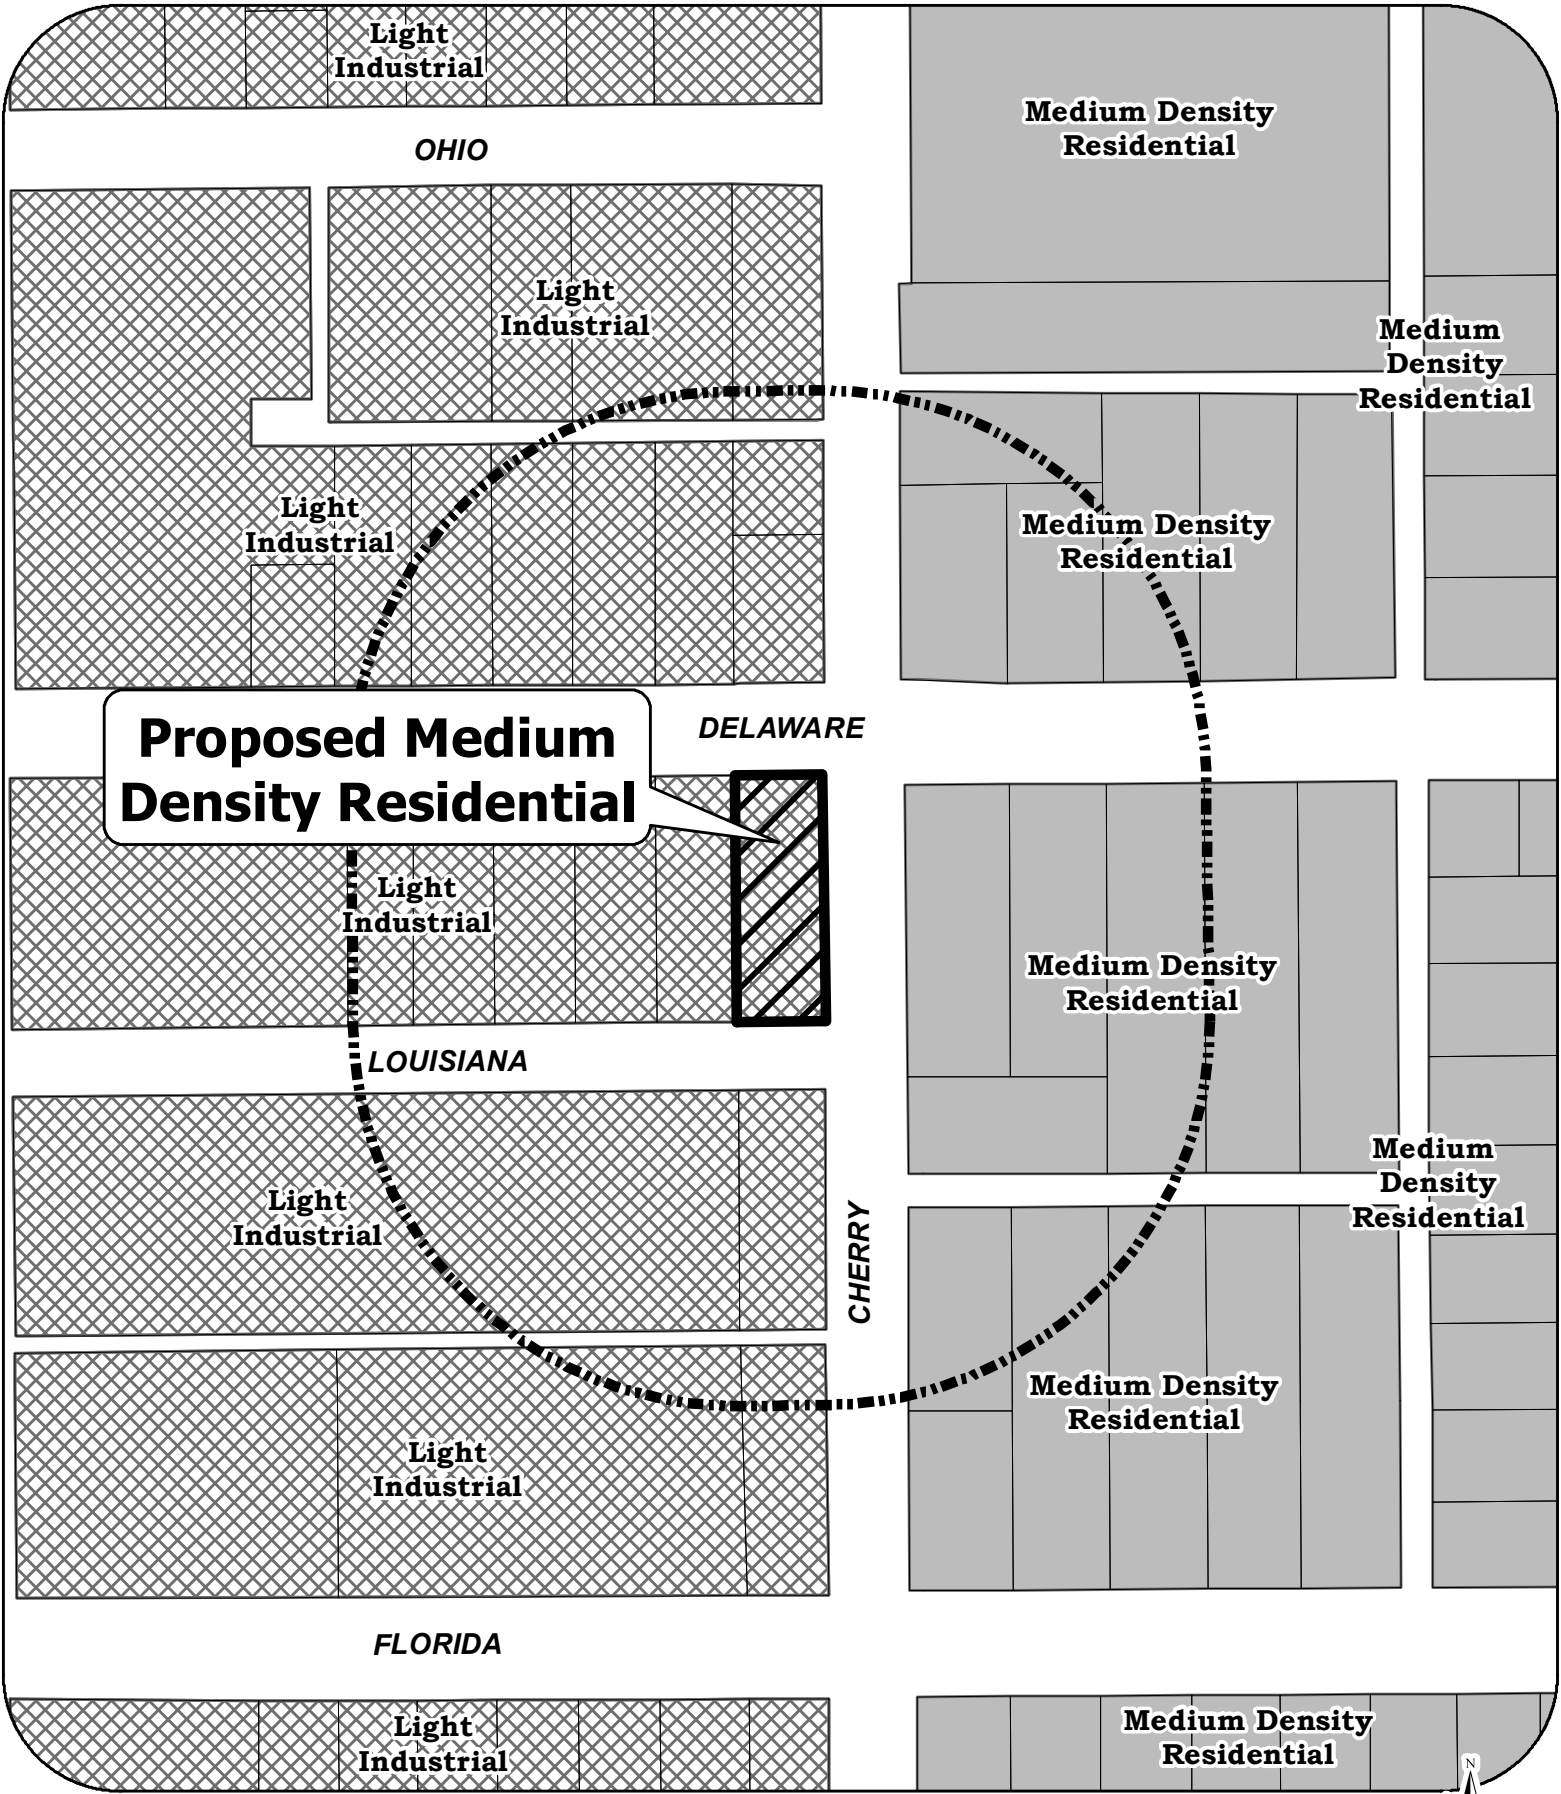 Light
Industrial
Medium Density
Residential
OHIO
Light
Industrial
Medium
Density
Residential
Light
Industrial
Medium Density
Residential
Proposed Medium
Density Residential
DELAWARE
Light
Industrial
Medium Density
Residential
LOUISIANA
Medium
Density
Residential
Light
Industrial
CHERRY
Medium Density
Residential
Light
Industrial
FLORIDA
Light
Industrial
Medium Density
Residential
N